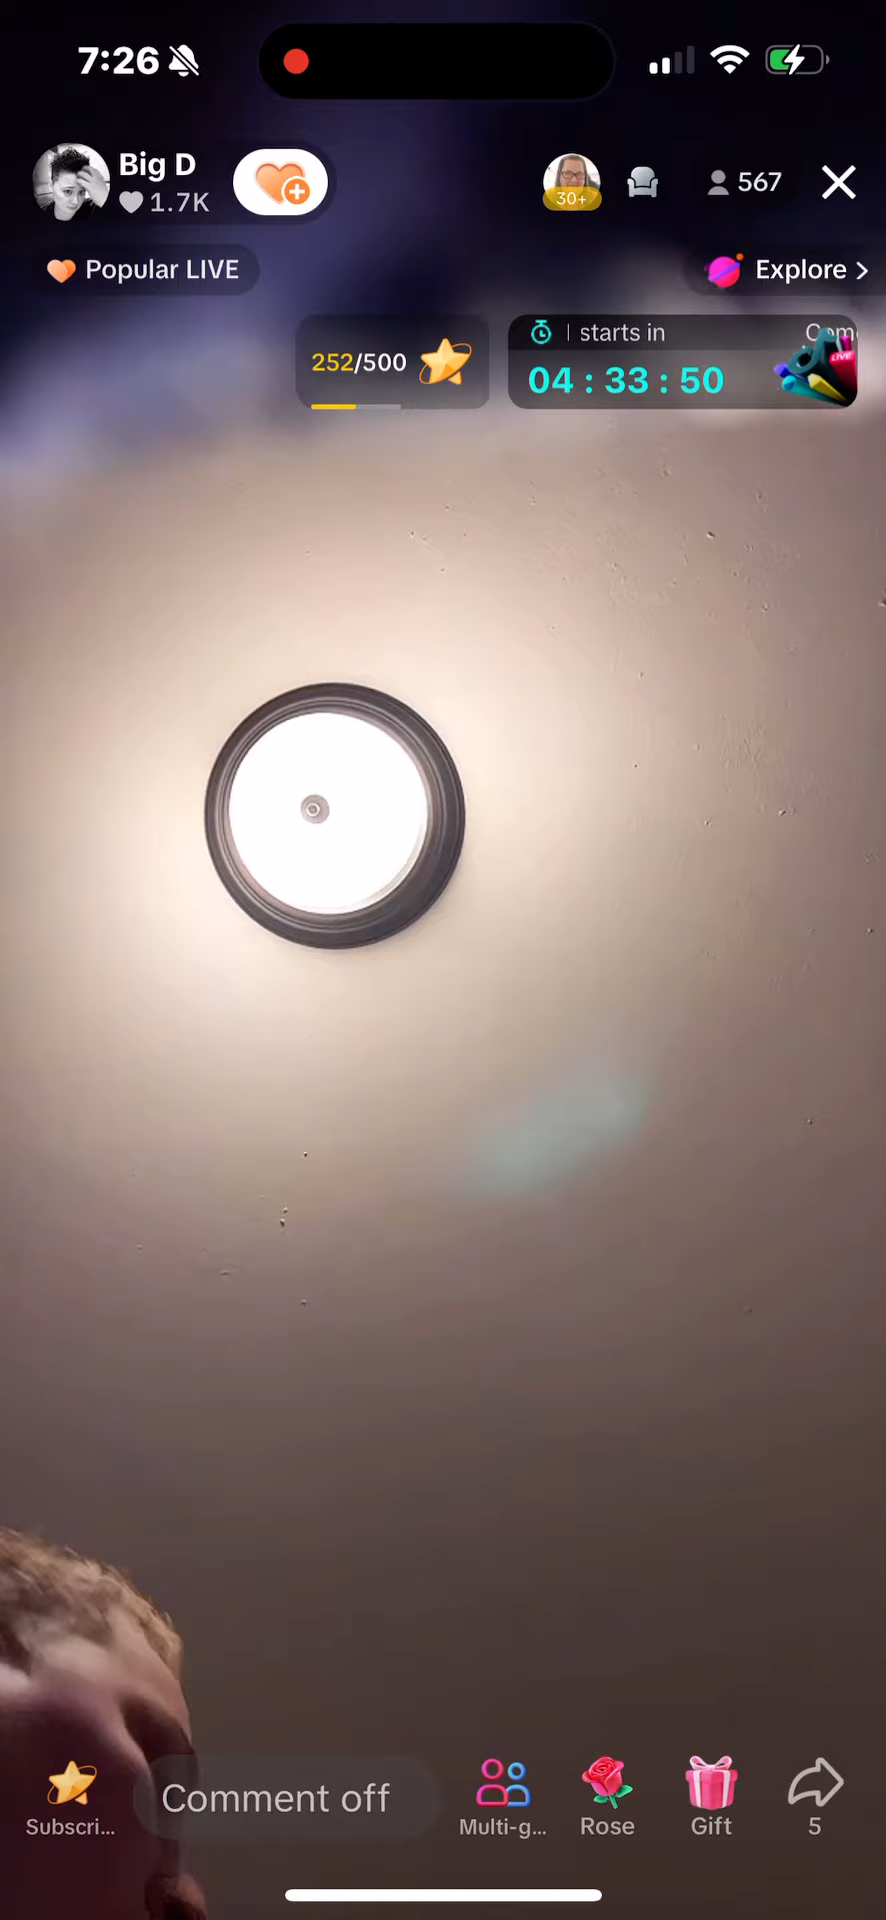 7:26
Big D
1.7K
30+
567
Popular LIVE
Explore >
252/500
starts in
04 : 33 : 50
LIVE
Subscri...
Comment off
Multi-g...
Rose
Gift
5